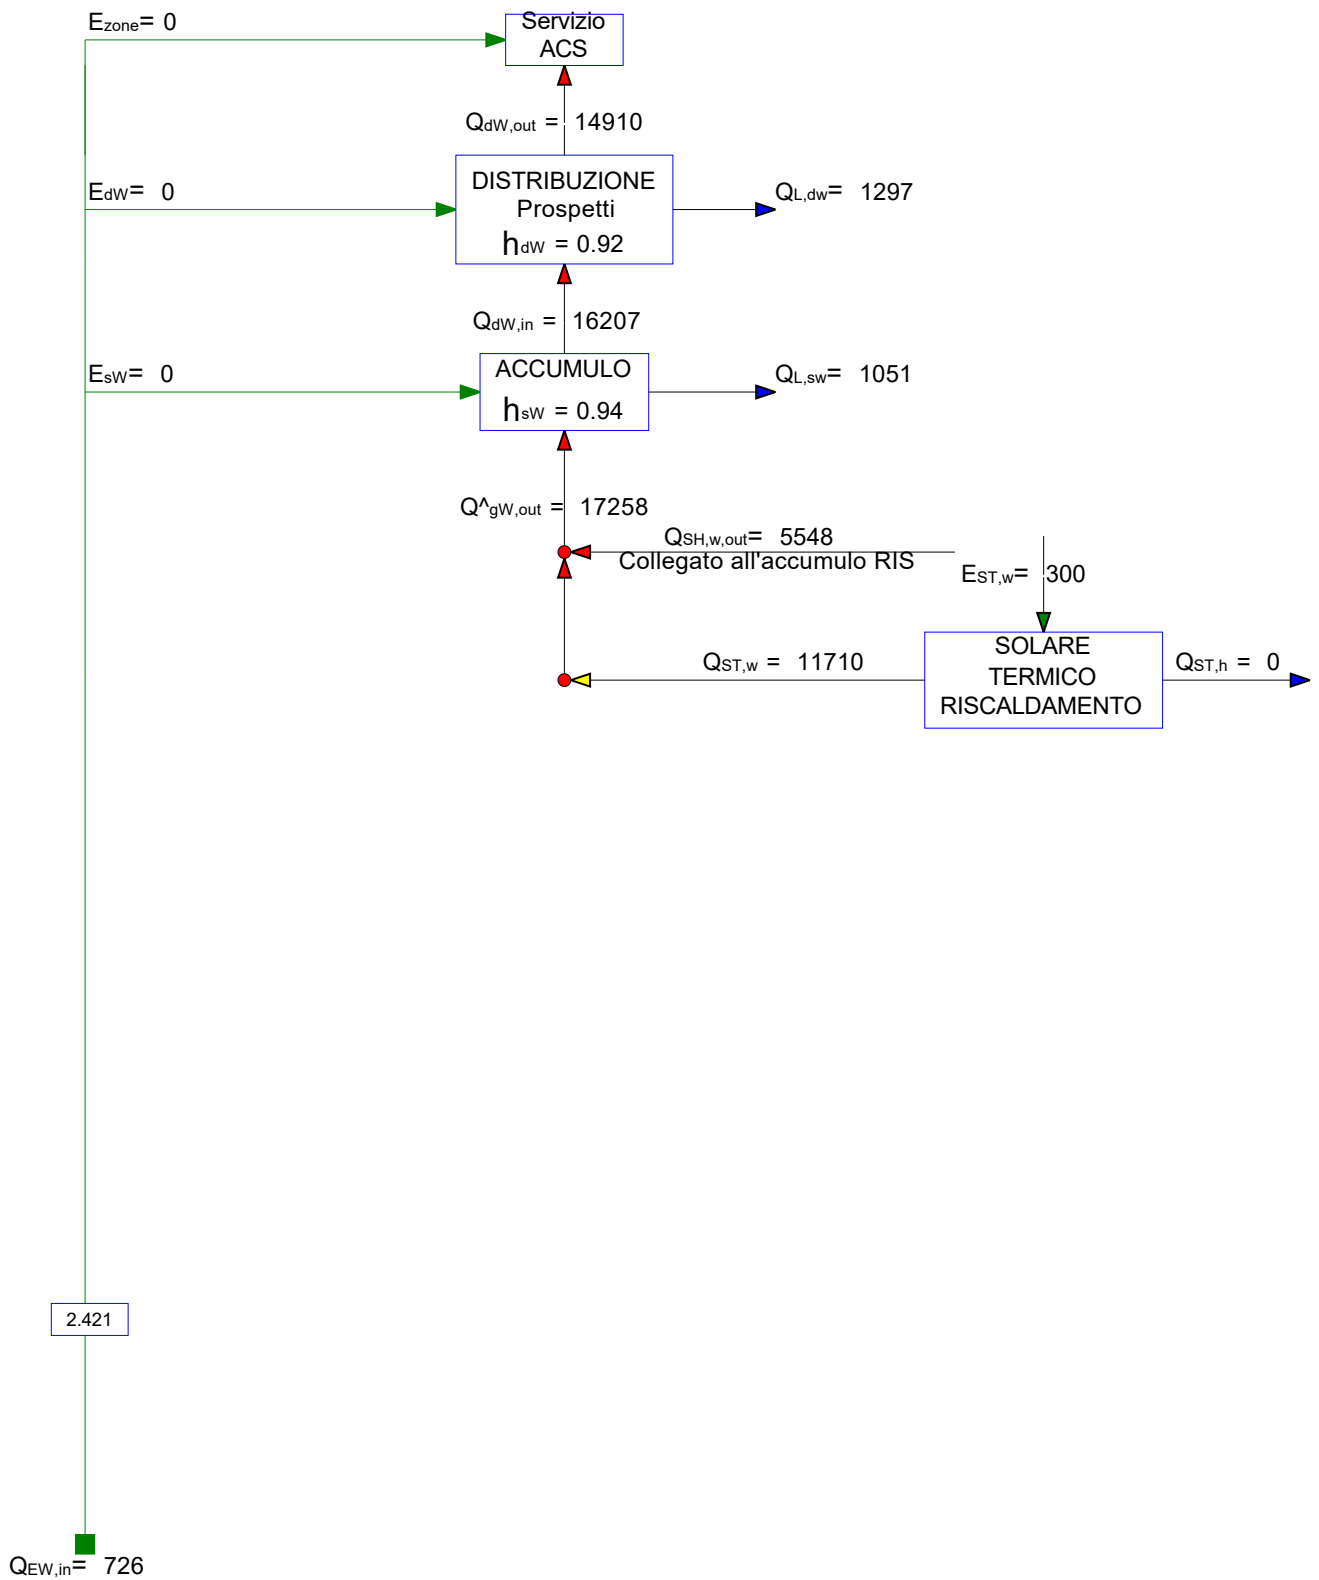 Ezone= 0
Servizio
ACS
QdW,out = 14910
EdW= 0
DISTRIBUZIONE
Prospetti
hdW = 0.92
QL,dw= 1297
QdW,in = 16207
EsW= 0
ACCUMULO
hsW = 0.94
QL,sw= 1051
Q^gW,out = 17258
QSH,w,out= 5548
Collegato all'accumulo RIS
EST,w= 300
QST,w = 11710
SOLARE
TERMICO
RISCALDAMENTO
QST,h = 0
2.421
QEW,in= 726